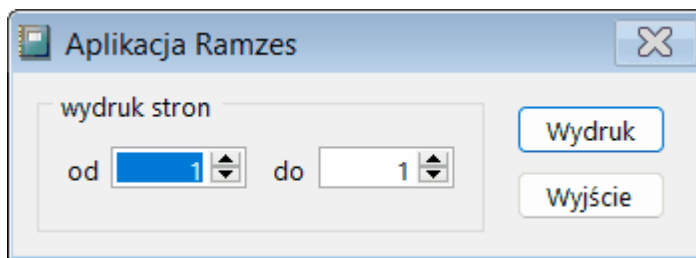 Aplikacja Ramzes
wydruk stron
od 1 do 1
Wydruk
Wyjście